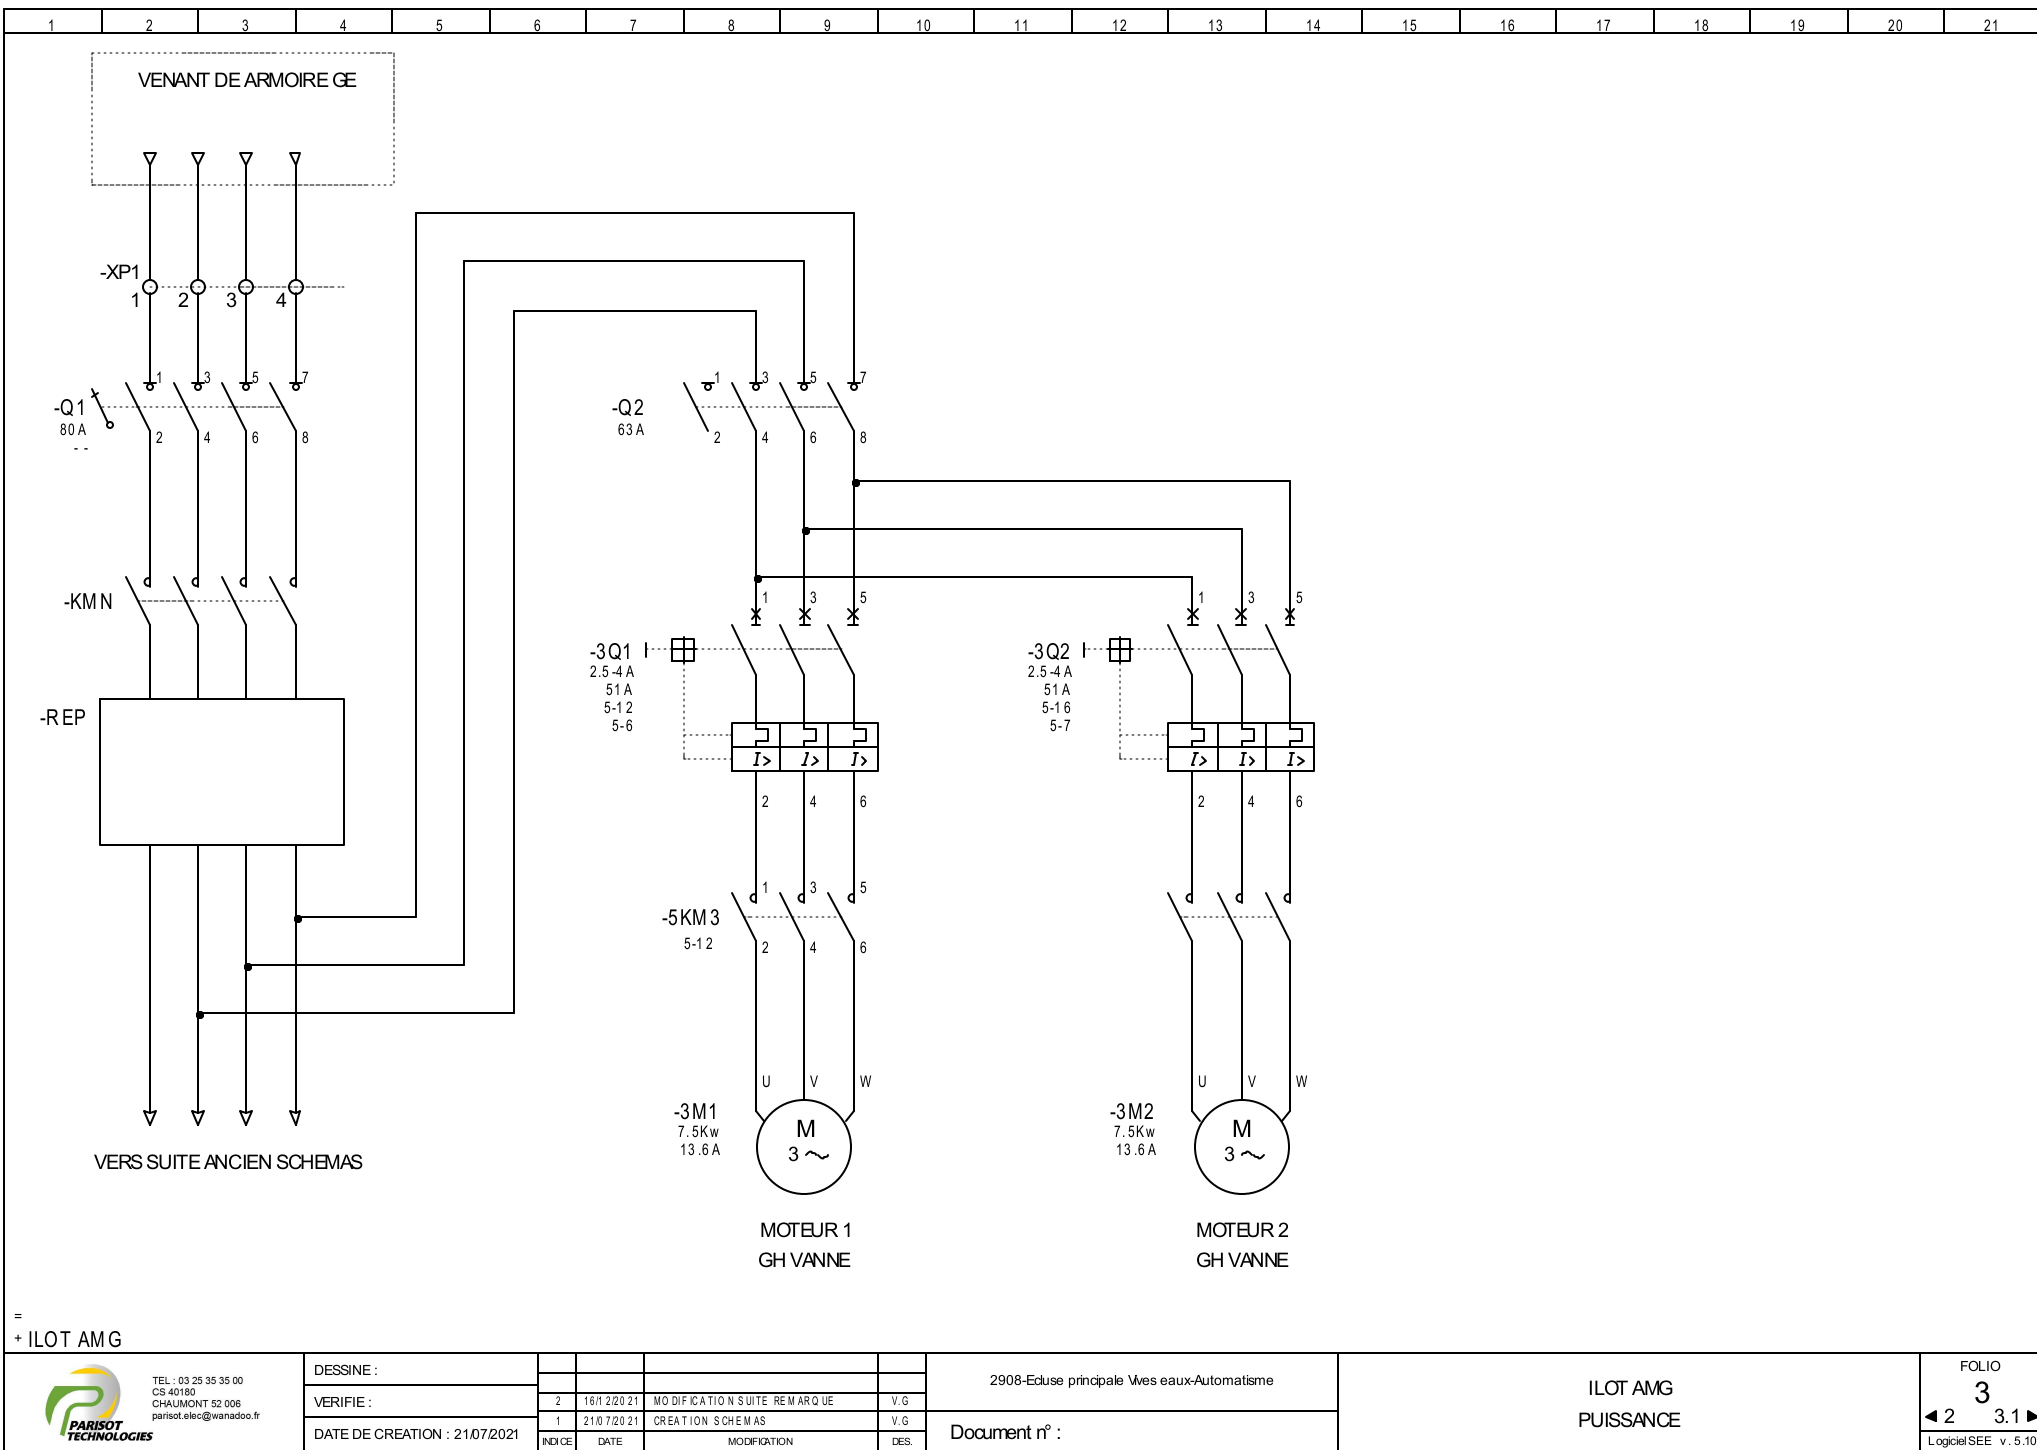 1 2 3 4 5 6 7 8 9 10 11 12 13 14 15 16 17 18 19 20 21
VENANT DE ARMOIRE GE
-XP1
1 2 3 4
1 3 5 7
-Q1
80A
--
2 4 6 8
1 3 5 7
-Q2
63A
2 4 6 8
-KMN
-REP
1 3 5
-3Q1
2.5-4A
51A
5-12
5-6
I> I> I>
2 4 6
1 3 5
-3Q2
2.5-4A
51A
5-16
5-7
I> I> I>
2 4 6
1 3 5
-5KM3
5-12
2 4 6
U V W
-3M1
7.5Kw
13.6A
M
3~
U V W
-3M2
7.5Kw
13.6A
M
3~
VERS SUITE ANCIEN SCHEMAS
MOTEUR 1
GH VANNE
MOTEUR 2
GH VANNE
=
+ ILOT AMG
PARISOT
TECHNOLOGIES
TEL : 03 25 35 35 00
CS 40180
CHAUMONT 52 006
parisot.elec@wanadoo.fr
DESSINE :
VERIFIE :
DATE DE CREATION : 21/07/2021
2 16/12/2021 MODIFICATION SUITE REMARQUE V.G
1 21/07/2021 CREATION SCHEMAS V.G
INDICE DATE MODIFICATION DES.
2908-Ecluse principale Vives eaux-Automatisme
Document n° :
ILOT AMG
PUISSANCE
FOLIO
3
◄ 2 3.1 ►
Logiciel SEE v.5.10